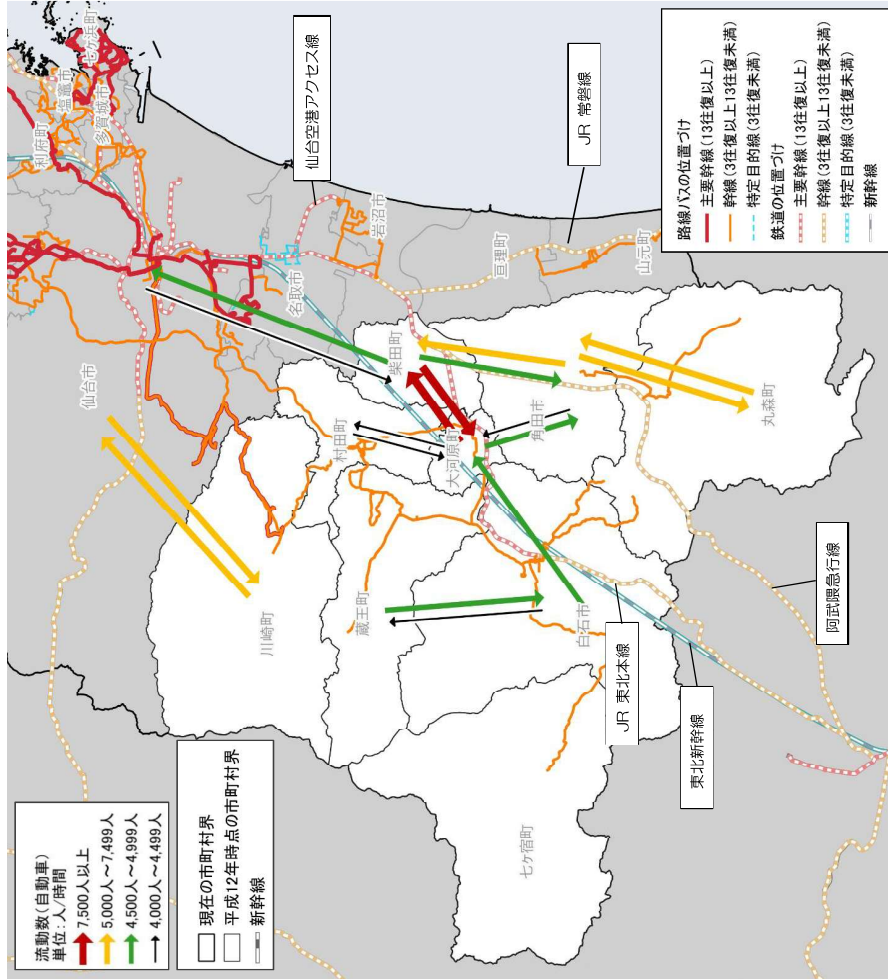 流動数(自動車)
単位:人/時間
7,500人以上
5,000人~7,499人
4,500人~4,999人
4,000人~4,499人
現在の市町村界
平成12年時点の市町村界
新幹線
利府町
塩竈市
七ヶ浜町
多賀城市
仙台空港アクセス線
JR 常磐線
岩沼市
名取市
亘理町
山元町
仙台市
柴田町
村田町
大河原町
角田市
丸森町
川崎町
蔵王町
白石市
七ヶ宿町
JR 東北本線
東北新幹線
阿武隈急行線
路線バスの位置づけ
主要幹線(13往復以上)
幹線(3往復以上13往復未満)
特定目的線(3往復未満)
鉄道の位置づけ
主要幹線(13往復以上)
幹線(3往復以上13往復未満)
特定目的線(3往復未満)
新幹線